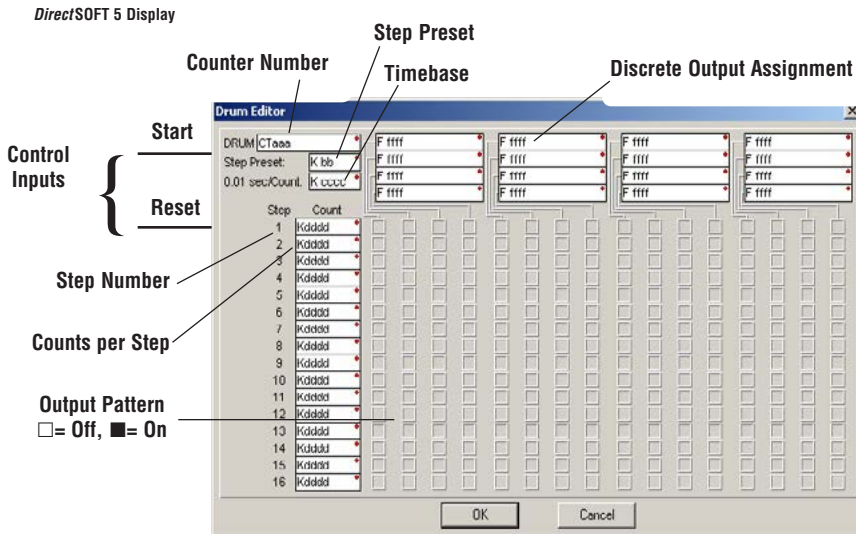 DirectSOFT 5 Display
Step Preset
Counter Number
Timebase
Discrete Output Assignment
Drum Editor
Start
Control
Inputs
Reset
DRUM CTaaa
Step Preset: K bb
0.01 sec/Count: K cccc
F ffff F ffff F ffff F ffff
F ffff F ffff F ffff F ffff
F ffff F ffff F ffff F ffff
F ffff F ffff F ffff F ffff
Step Count
1 Kdddd
2 Kdddd
3 Kdddd
4 Kdddd
5 Kdddd
6 Kdddd
7 Kdddd
8 Kdddd
9 Kdddd
10 Kdddd
11 Kdddd
12 Kdddd
13 Kdddd
14 Kdddd
15 Kdddd
16 Kdddd
Step Number
Counts per Step
Output Pattern
□= Off, ■= On
OK Cancel